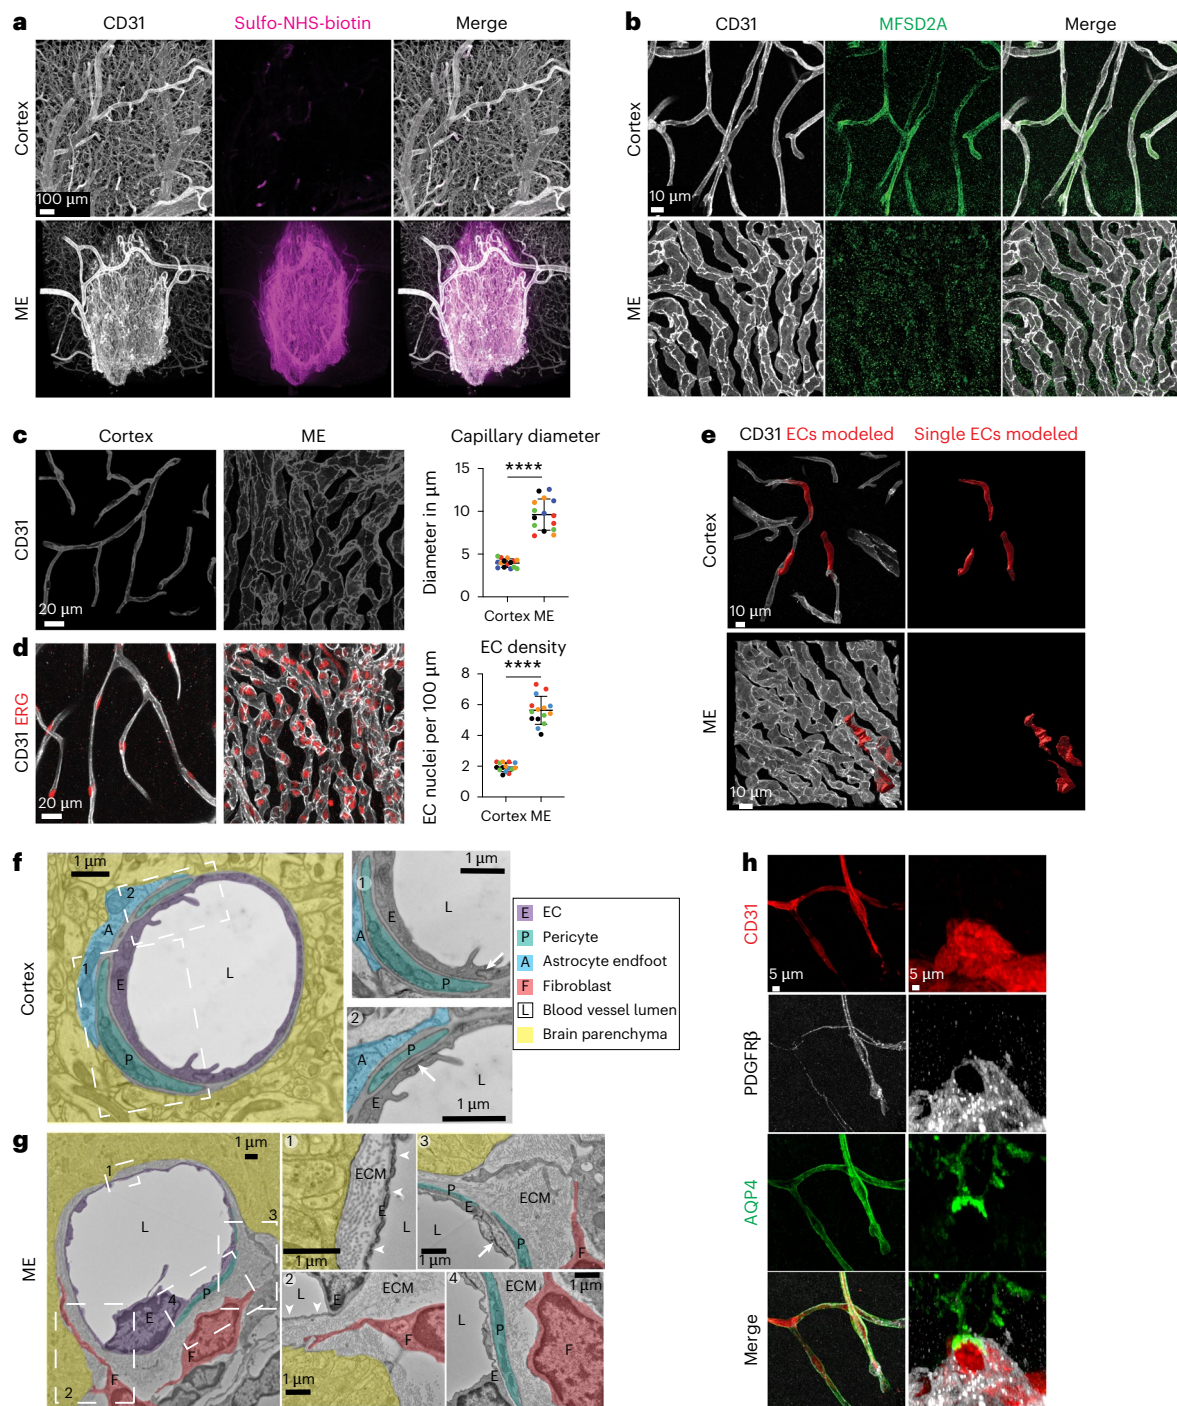 a
CD31
Sulfo-NHS-biotin
Merge
Cortex
100 µm
ME
b
CD31
MFSD2A
Merge
Cortex
10 µm
ME
c
Cortex
ME
CD31
20 µm
Capillary diameter
****
Diameter in µm
15
10
5
0
Cortex ME
d
CD31 ERG
20 µm
EC density
****
EC nuclei per 100 µm
8
6
4
2
0
Cortex ME
e
CD31 ECs modeled
Single ECs modeled
Cortex
10 µm
ME
10 µm
f
Cortex
1 µm
2
A
1
E
L
P
1 µm
1
E
L
A
P
2
P
A
L
E
1 µm
E EC
P Pericyte
A Astrocyte endfoot
F Fibroblast
L Blood vessel lumen
Brain parenchyma
g
ME
1 µm
1
L
3
4
P
E
F
F
2
1
ECM
E
L
1 µm
3
P
E
ECM
L
P
F
1 µm
2
L
E
ECM
F
1 µm
4
ECM
1 µm
L
P
F
E
h
CD31
5 µm
5 µm
PDGFRβ
AQP4
Merge